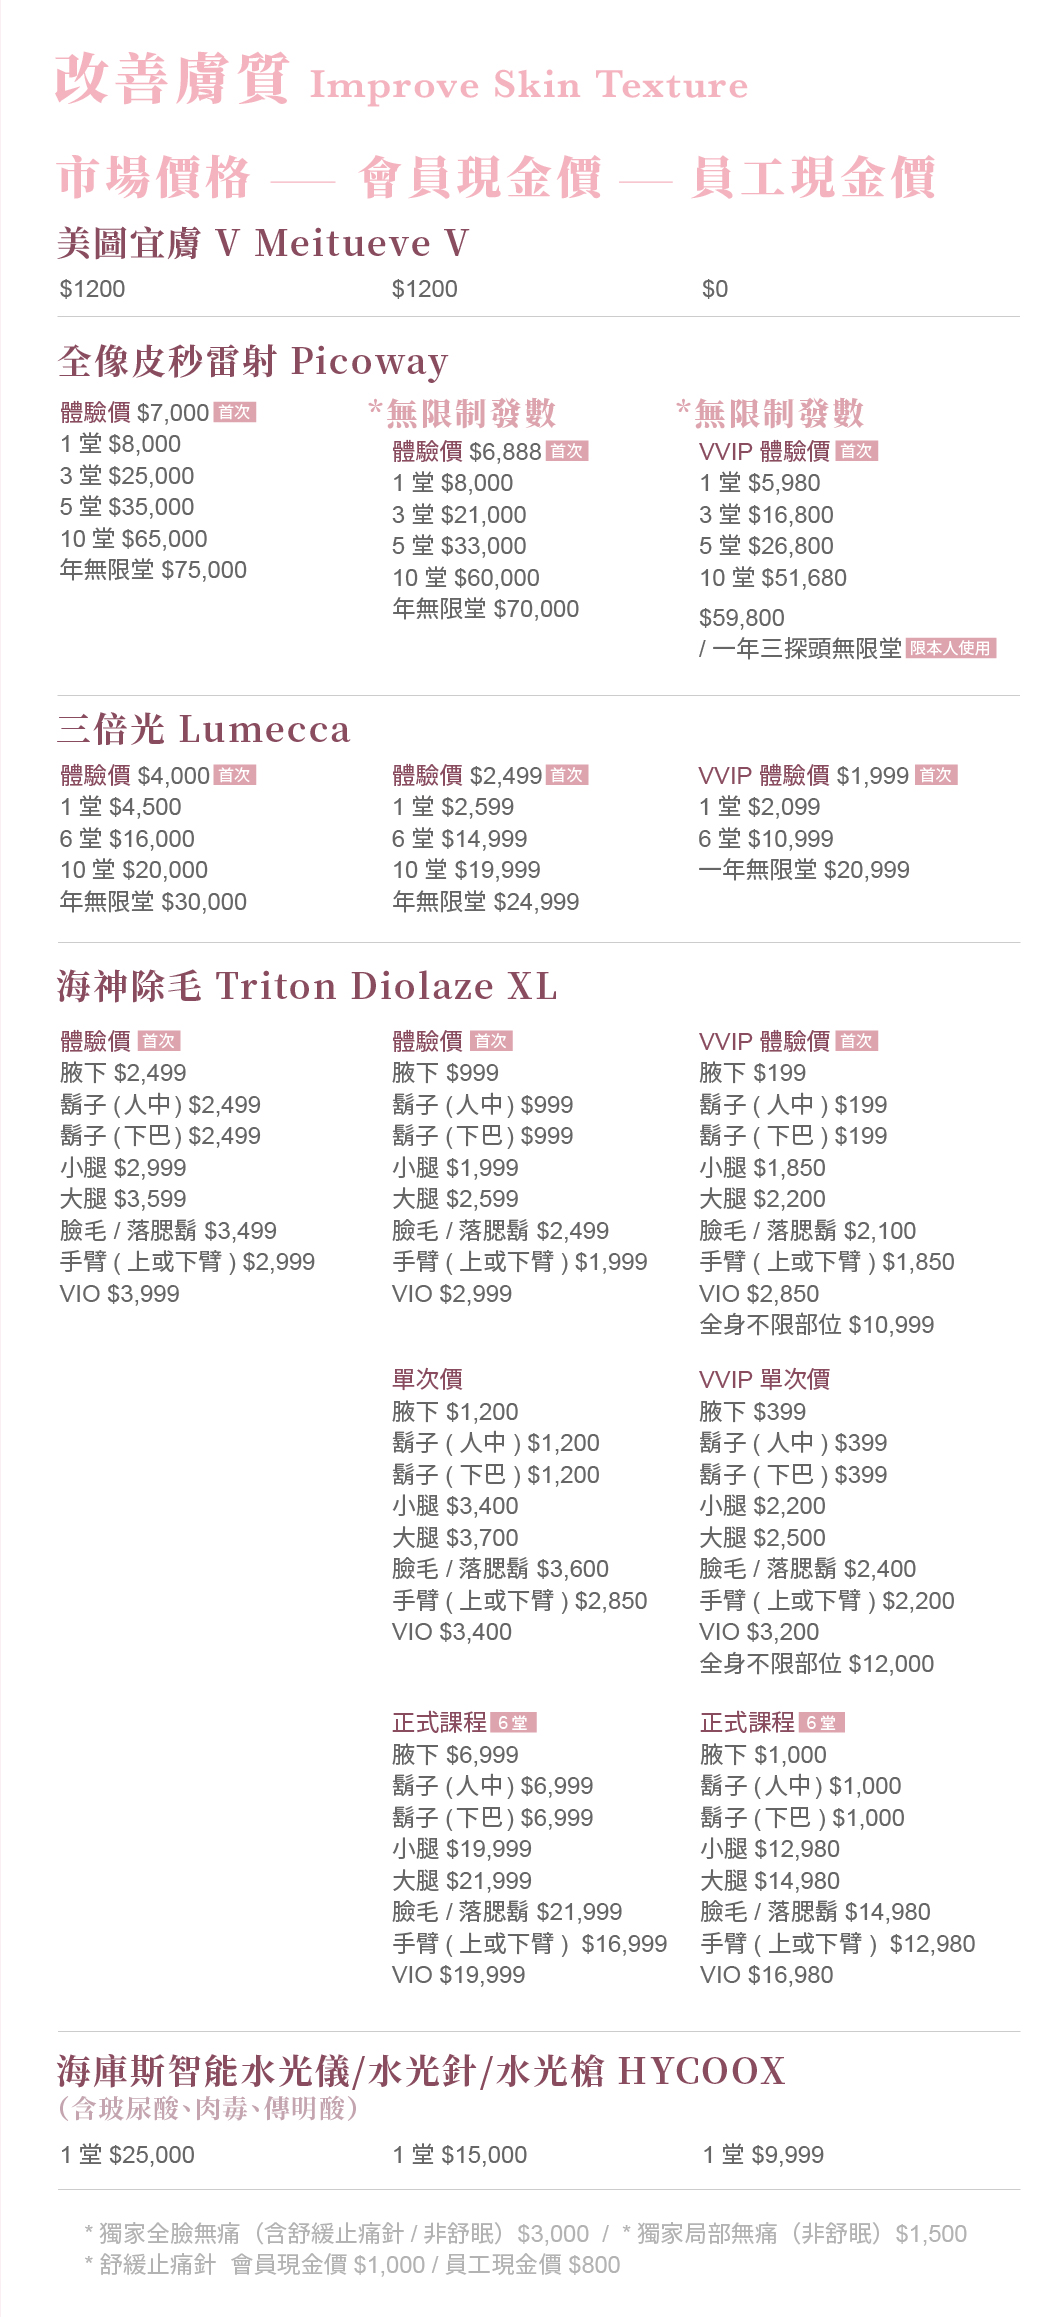 改善膚質 Improve Skin Texture
市場價格 — 會員現金價 — 員工現金價
美圖宜膚 V Meitueve V
$1200 $1200 $0
全像皮秒雷射 Picoway
體驗價 $7,000 首次
1 堂 $8,000
3 堂 $25,000
5 堂 $35,000
10 堂 $65,000
年無限堂 $75,000
*無限制發數
體驗價 $6,888 首次
1 堂 $8,000
3 堂 $21,000
5 堂 $33,000
10 堂 $60,000
年無限堂 $70,000
*無限制發數
VVIP 體驗價 首次
1 堂 $5,980
3 堂 $16,800
5 堂 $26,800
10 堂 $51,680
$59,800
/ 一年三探頭無限堂 限本人使用
三倍光 Lumecca
體驗價 $4,000 首次
1 堂 $4,500
6 堂 $16,000
10 堂 $20,000
年無限堂 $30,000
體驗價 $2,499 首次
1 堂 $2,599
6 堂 $14,999
10 堂 $19,999
年無限堂 $24,999
VVIP 體驗價 $1,999 首次
1 堂 $2,099
6 堂 $10,999
一年無限堂 $20,999
海神除毛 Triton Diolaze XL
體驗價 首次
腋下 $2,499
鬍子 (人中) $2,499
鬍子 (下巴) $2,499
小腿 $2,999
大腿 $3,599
臉毛 / 落腮鬍 $3,499
手臂 ( 上或下臂 ) $2,999
VIO $3,999
體驗價 首次
腋下 $999
鬍子 (人中) $999
鬍子 (下巴) $999
小腿 $1,999
大腿 $2,599
臉毛 / 落腮鬍 $2,499
手臂 ( 上或下臂 ) $1,999
VIO $2,999
VVIP 體驗價 首次
腋下 $199
鬍子 ( 人中 ) $199
鬍子 ( 下巴 ) $199
小腿 $1,850
大腿 $2,200
臉毛 / 落腮鬍 $2,100
手臂 ( 上或下臂 ) $1,850
VIO $2,850
全身不限部位 $10,999
單次價
腋下 $1,200
鬍子 ( 人中 ) $1,200
鬍子 ( 下巴 ) $1,200
小腿 $3,400
大腿 $3,700
臉毛 / 落腮鬍 $3,600
手臂 ( 上或下臂 ) $2,850
VIO $3,400
VVIP 單次價
腋下 $399
鬍子 ( 人中 ) $399
鬍子 ( 下巴 ) $399
小腿 $2,200
大腿 $2,500
臉毛 / 落腮鬍 $2,400
手臂 ( 上或下臂 ) $2,200
VIO $3,200
全身不限部位 $12,000
正式課程 6 堂
腋下 $6,999
鬍子 (人中) $6,999
鬍子 (下巴) $6,999
小腿 $19,999
大腿 $21,999
臉毛 / 落腮鬍 $21,999
手臂 ( 上或下臂 ) $16,999
VIO $19,999
正式課程 6 堂
腋下 $1,000
鬍子 (人中) $1,000
鬍子 (下巴 ) $1,000
小腿 $12,980
大腿 $14,980
臉毛 / 落腮鬍 $14,980
手臂 ( 上或下臂 ) $12,980
VIO $16,980
海庫斯智能水光儀/水光針/水光槍 HYCOOX
（含玻尿酸、肉毒、傳明酸）
1 堂 $25,000 1 堂 $15,000 1 堂 $9,999
* 獨家全臉無痛（含舒緩止痛針 / 非舒眠）$3,000 / * 獨家局部無痛（非舒眠）$1,500
* 舒緩止痛針 會員現金價 $1,000 / 員工現金價 $800